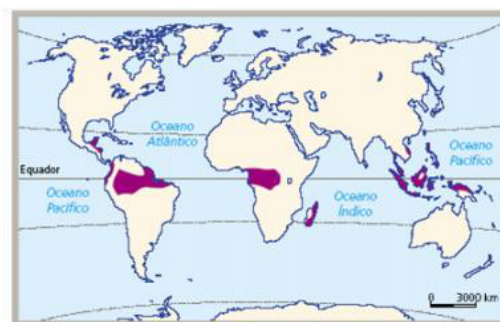 Oceano
Atlântico
Oceano
Pacífico
Equador
Oceano
Pacífico
Oceano
Índico
0 3000 km